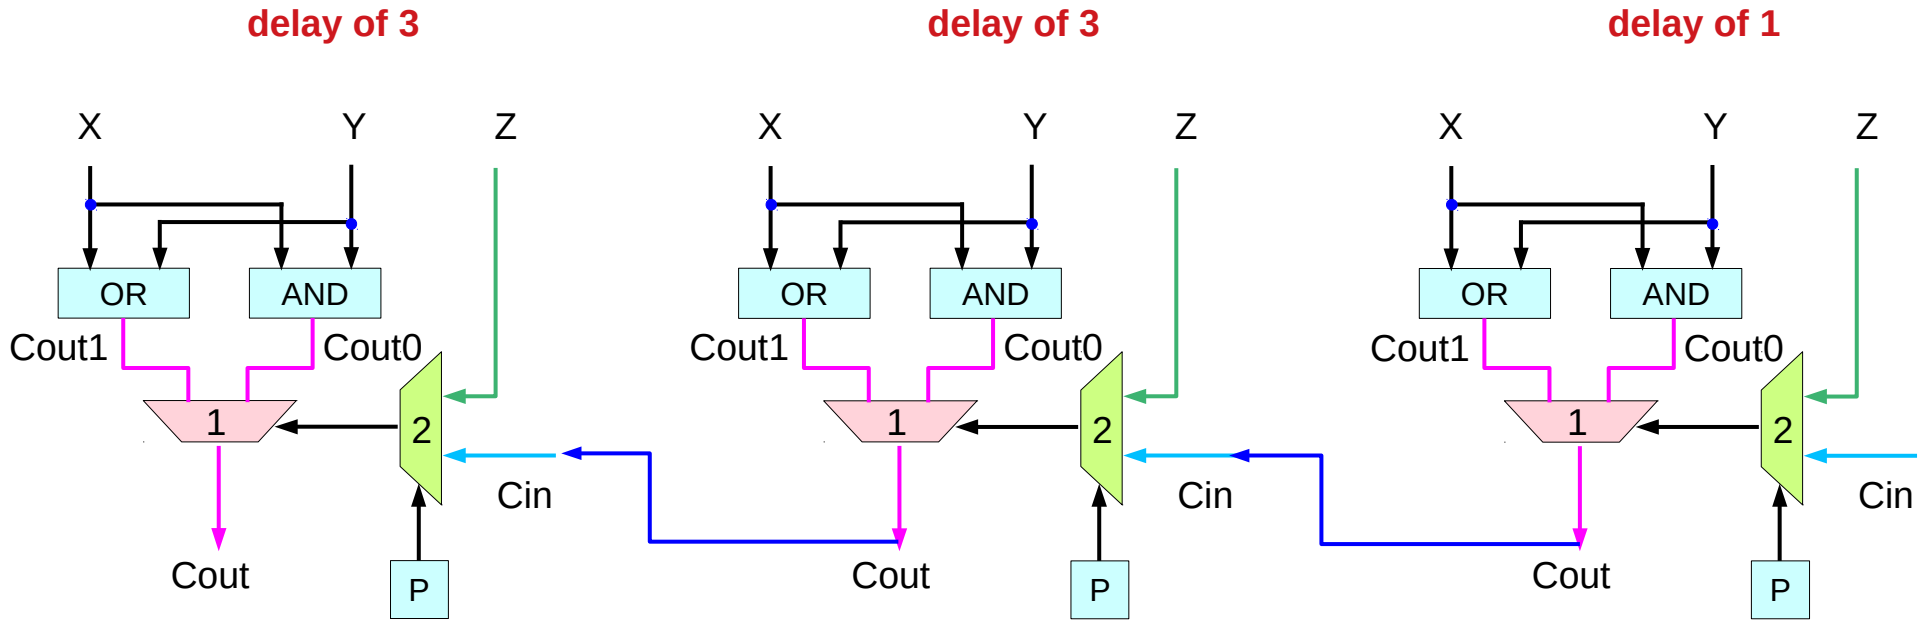 delay of 3 delay of 3 delay of 1
X Y Z X Y Z X Y Z
OR AND OR AND OR AND
Cout1 Cout0 Cout1 Cout0 Cout1 Cout0
1 2 1 2 1 2
Cin Cin Cin
Cout P Cout P Cout P